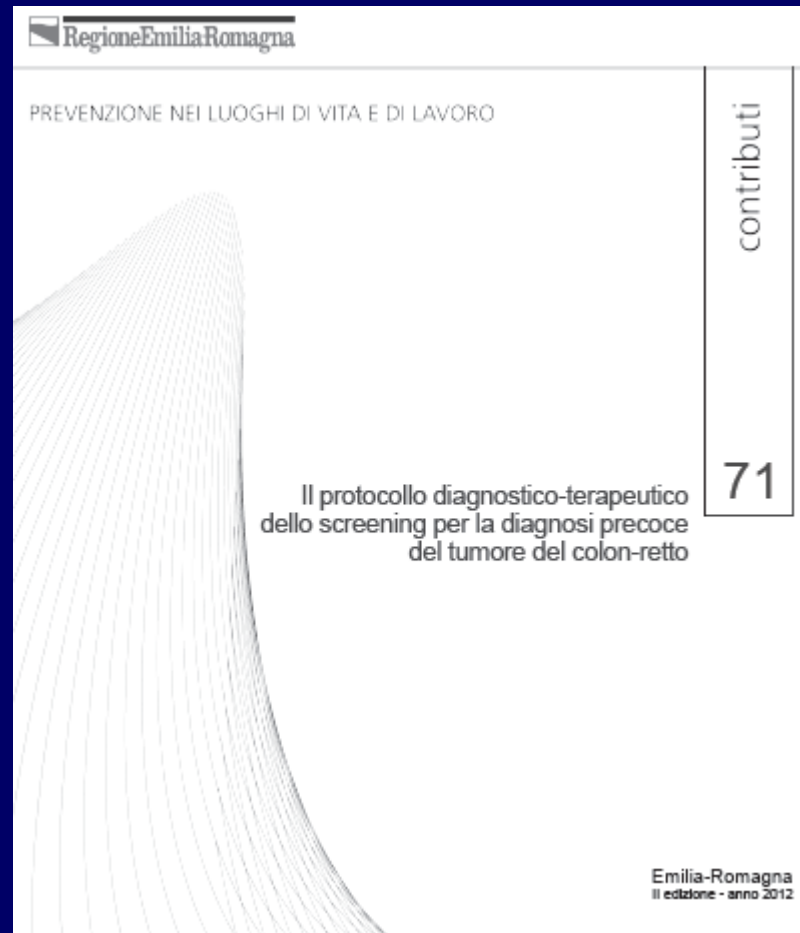 RegioneEmiliaRomagna
PREVENZIONE NEI LUOGHI DI VITA E DI LAVORO
contributi
71
Il protocollo diagnostico-terapeutico
dello screening per la diagnosi precoce
del tumore del colon-retto
Emilia-Romagna
II edizione - anno 2012